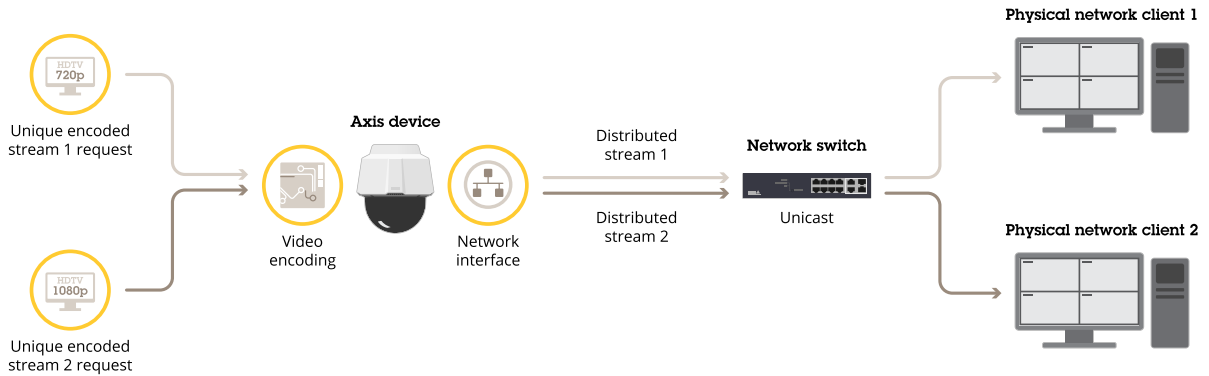 HDTV
720p
Unique encoded
stream 1 request
HDTV
1080p
Unique encoded
stream 2 request
Axis device
Video
encoding
Network
interface
Distributed
stream 1
Distributed
stream 2
Network switch
Unicast
Physical network client 1
Physical network client 2